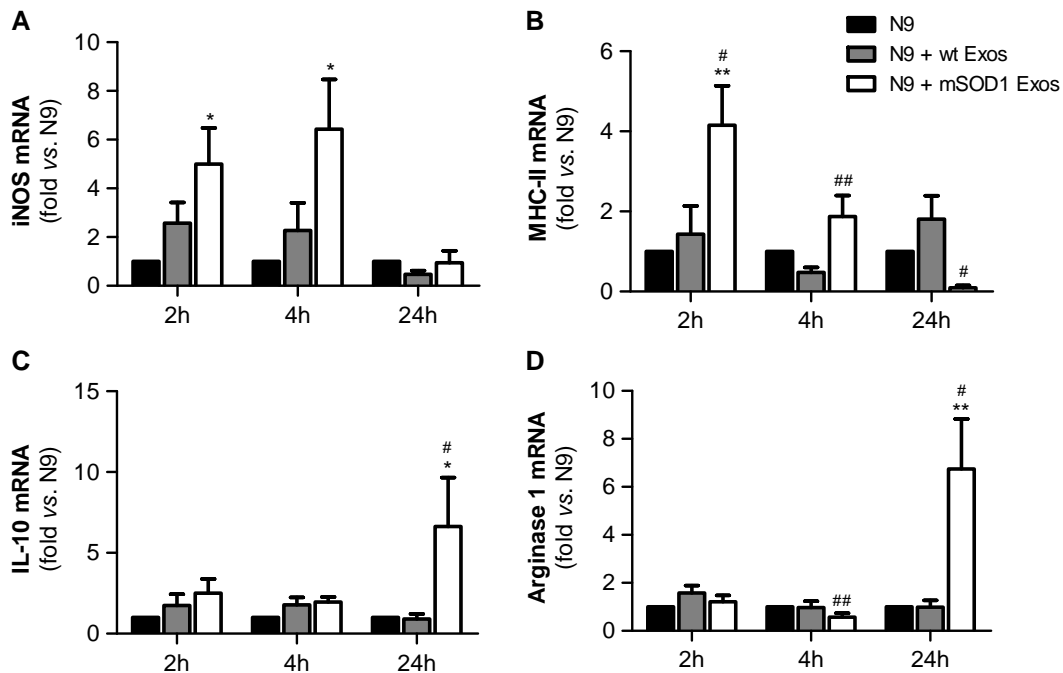 A
iNOS mRNA
(fold vs. N9)
10
8
6
4
2
0
*
*
2h
4h
24h
B
MHC-II mRNA
(fold vs. N9)
6
4
2
0
#
**
##
#
2h
4h
24h
N9
N9 + wt Exos
N9 + mSOD1 Exos
C
IL-10 mRNA
(fold vs. N9)
15
10
5
0
#
*
2h
4h
24h
D
Arginase 1 mRNA
(fold vs. N9)
10
8
6
4
2
0
##
#
**
2h
4h
24h